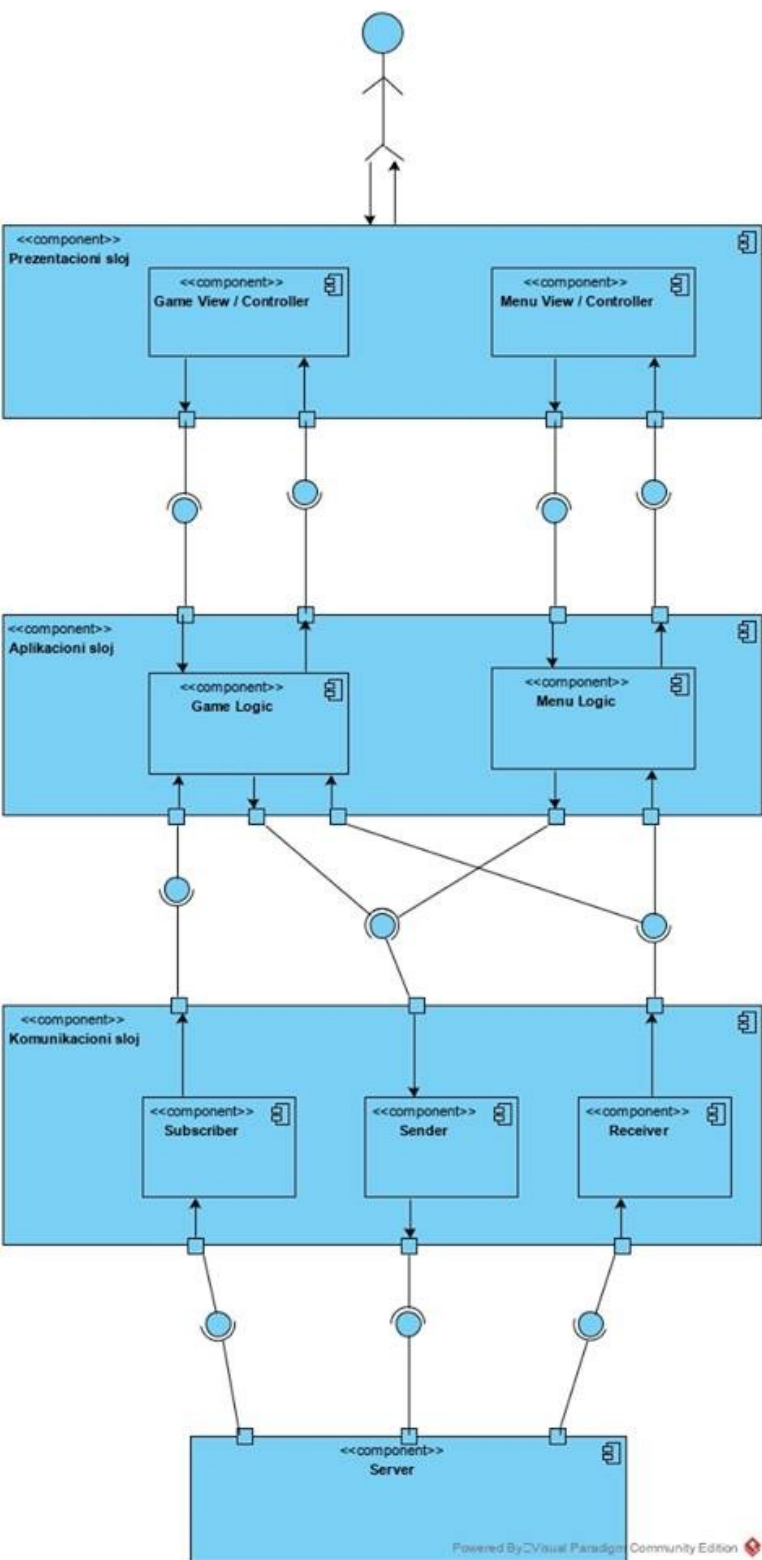 <<component>>
Prezentacioni sloj
<<component>>
Game View / Controller
<<component>>
Menu View / Controller
<<component>>
Aplikacioni sloj
<<component>>
Game Logic
<<component>>
Menu Logic
<<component>>
Komunikacioni sloj
<<component>>
Subscriber
<<component>>
Sender
<<component>>
Receiver
<<component>>
Server
Powered By Visual Paradigm Community Edition